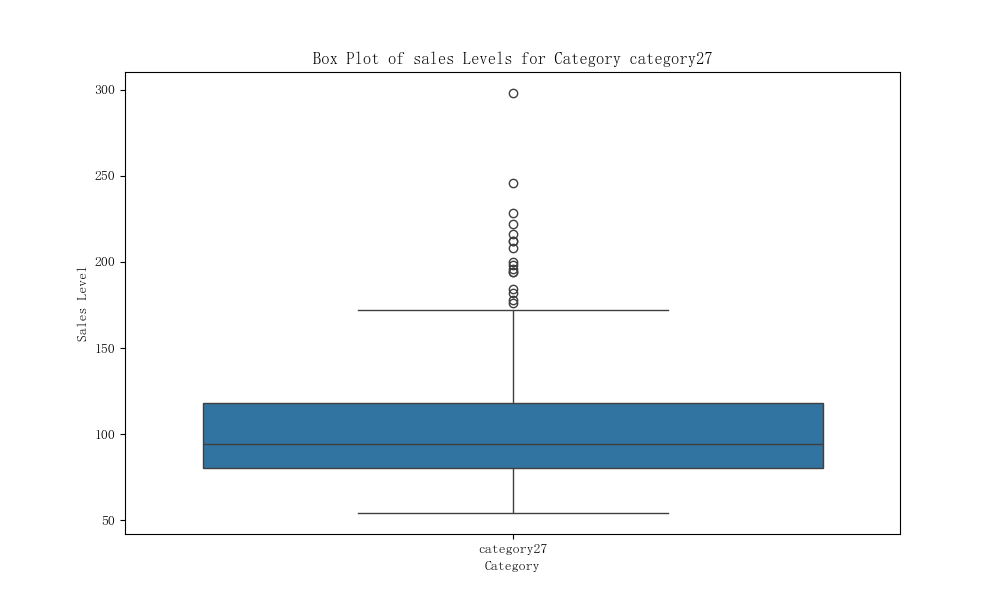 Box Plot of sales Levels for Category category27
300
250
200
150
100
50
Sales Level
category27
Category